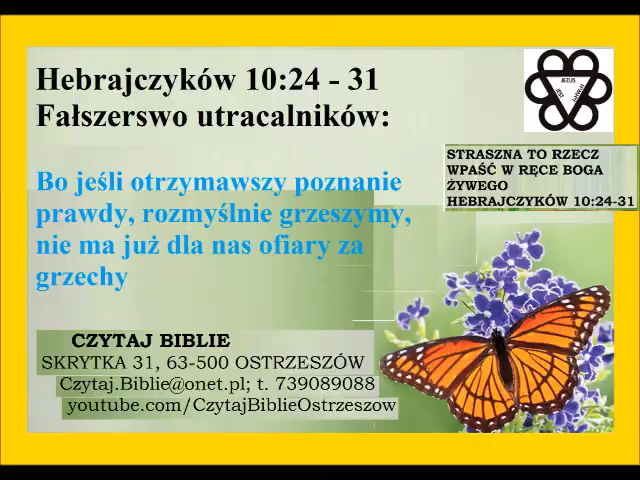 Hebrajczyków 10:24 - 31
Fałszerswo utracalników:
Bo jeśli otrzymawszy poznanie
prawdy, rozmyślnie grzeszymy,
nie ma już dla nas ofiary za
grzechy
JEZUS
JEST
STRASZNA TO RZECZ
WPAŚĆ W RĘCE BOGA
ŻYWEGO
HEBRAJCZYKÓW 10:24-31
CZYTAJ BIBLIE
SKRYTKA 31, 63-500 OSTRZESZÓW
Czytaj.Biblie@onet.pl; t. 739089088
youtube.com/CzytajBiblieOstrzeszow